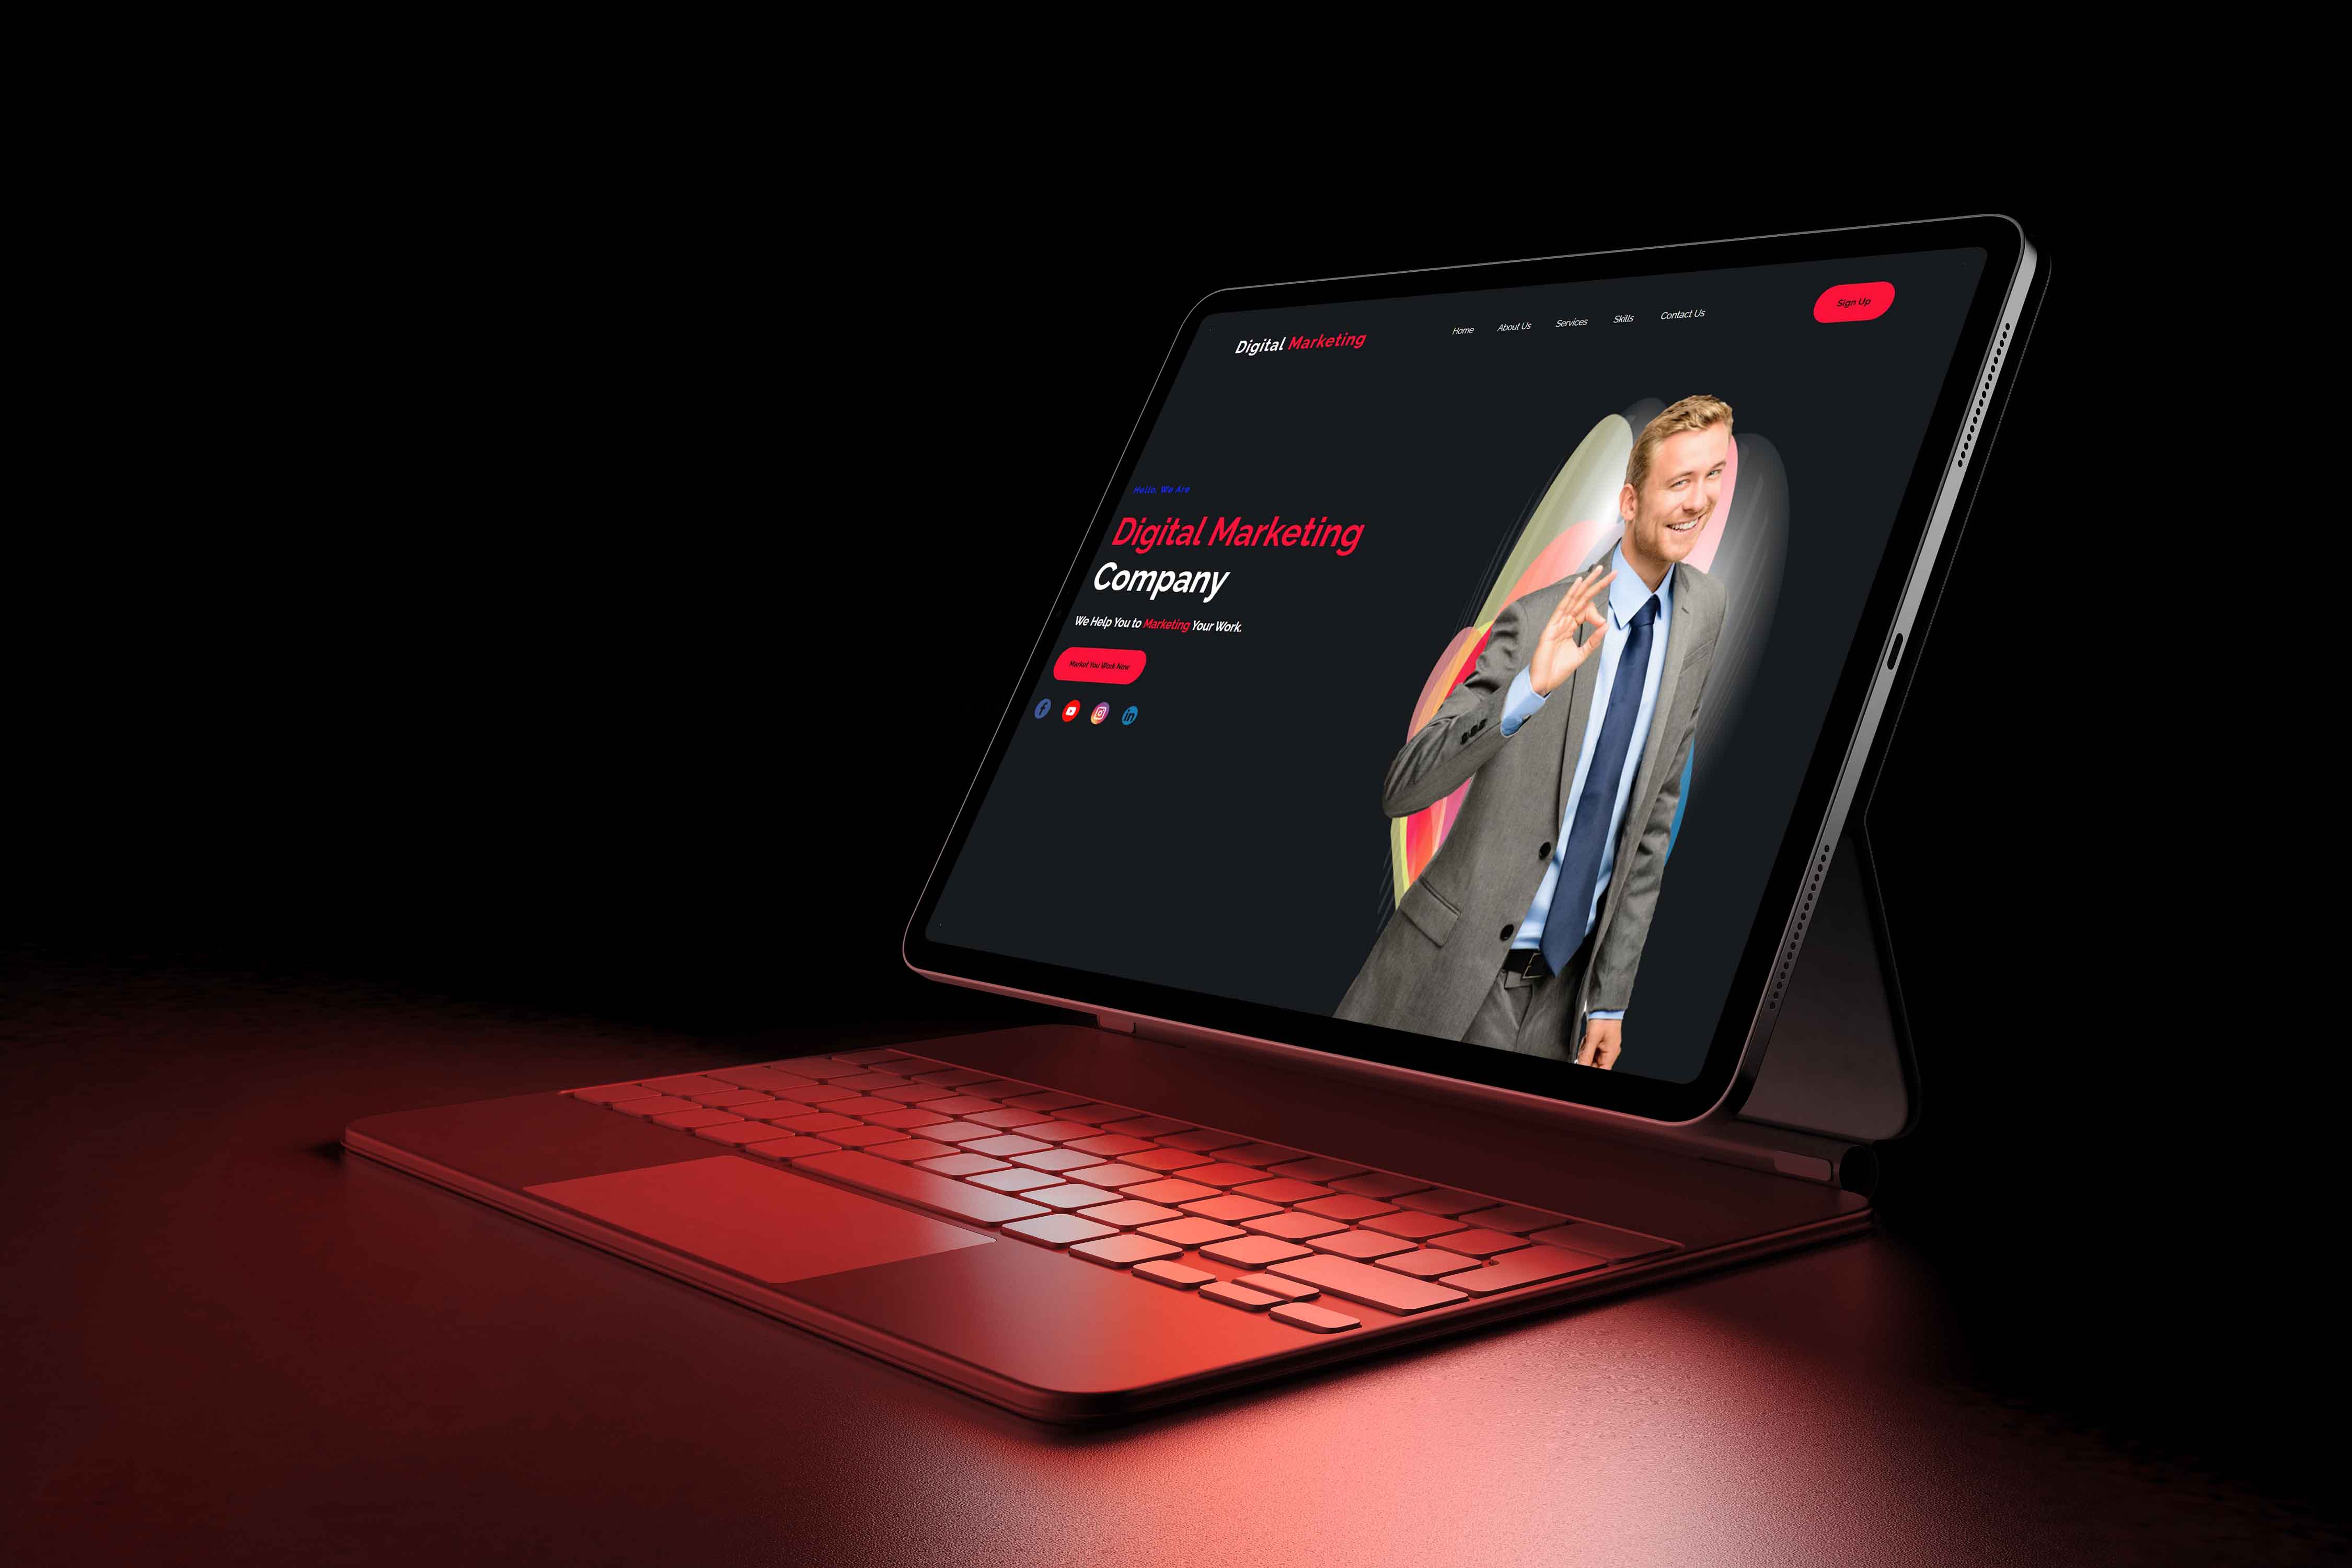 Digital Marketing
Home About Us Services Skills Contact Us
Sign Up
Hello, We Are
Digital Marketing
Company
We Help You to Marketing Your Work.
Market You Work Now